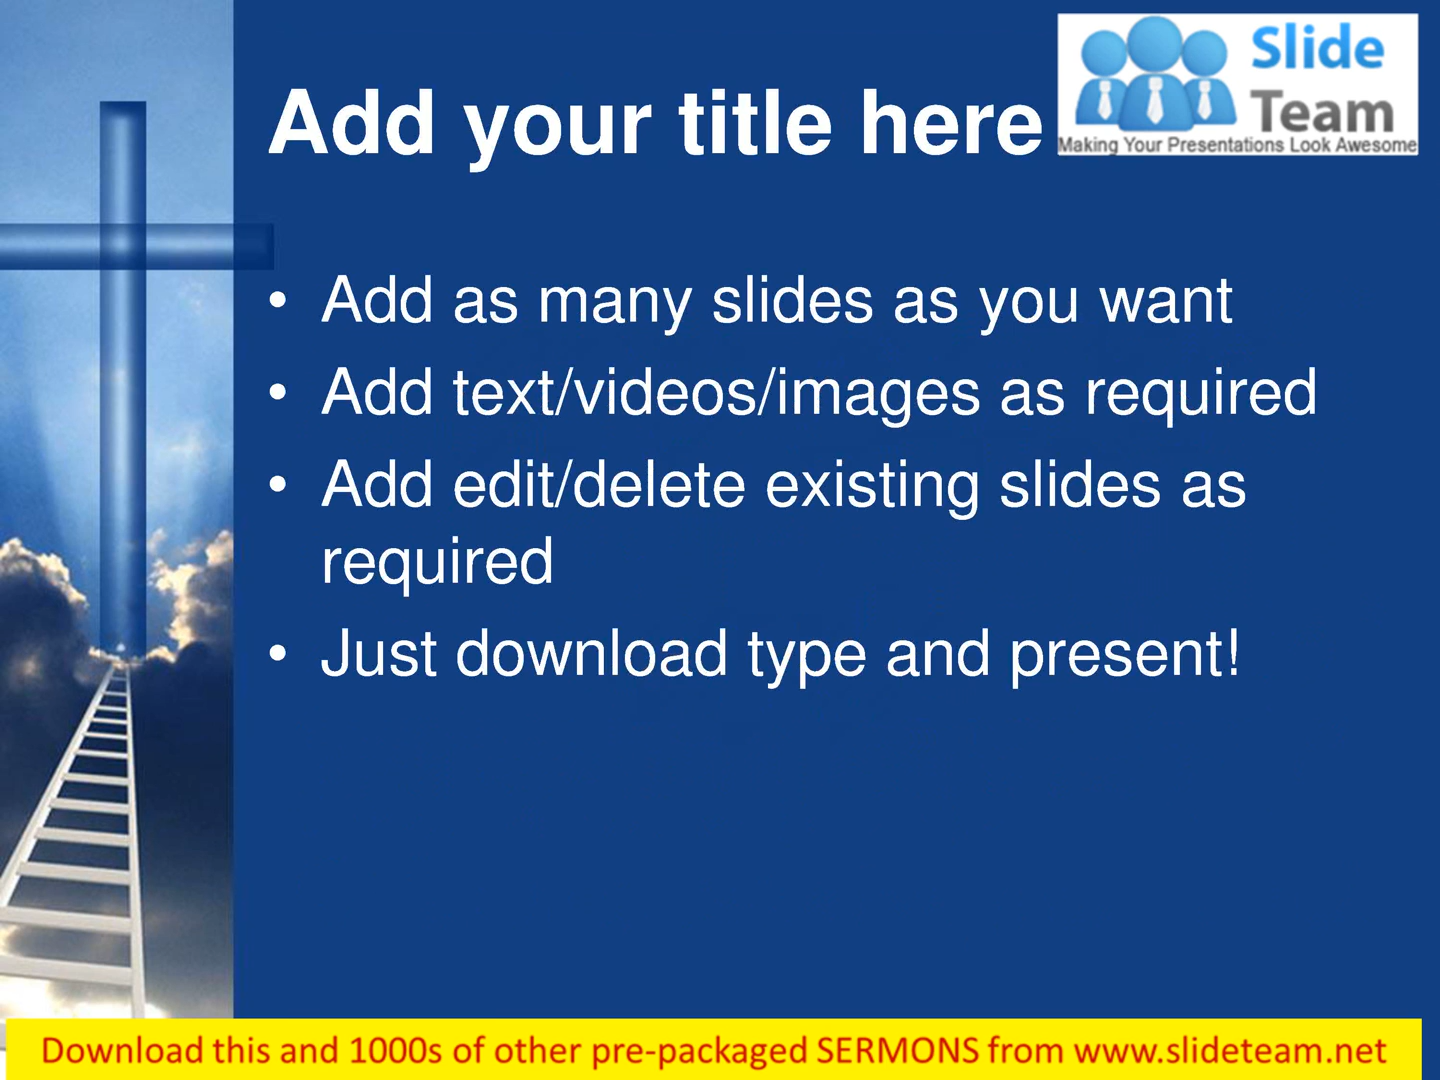 Add your title here
Slide
Team
Making Your Presentations Look Awesome
• Add as many slides as you want
• Add text/videos/images as required
• Add edit/delete existing slides as
required
• Just download type and present!
Download this and 1000s of other pre-packaged SERMONS from www.slideteam.net